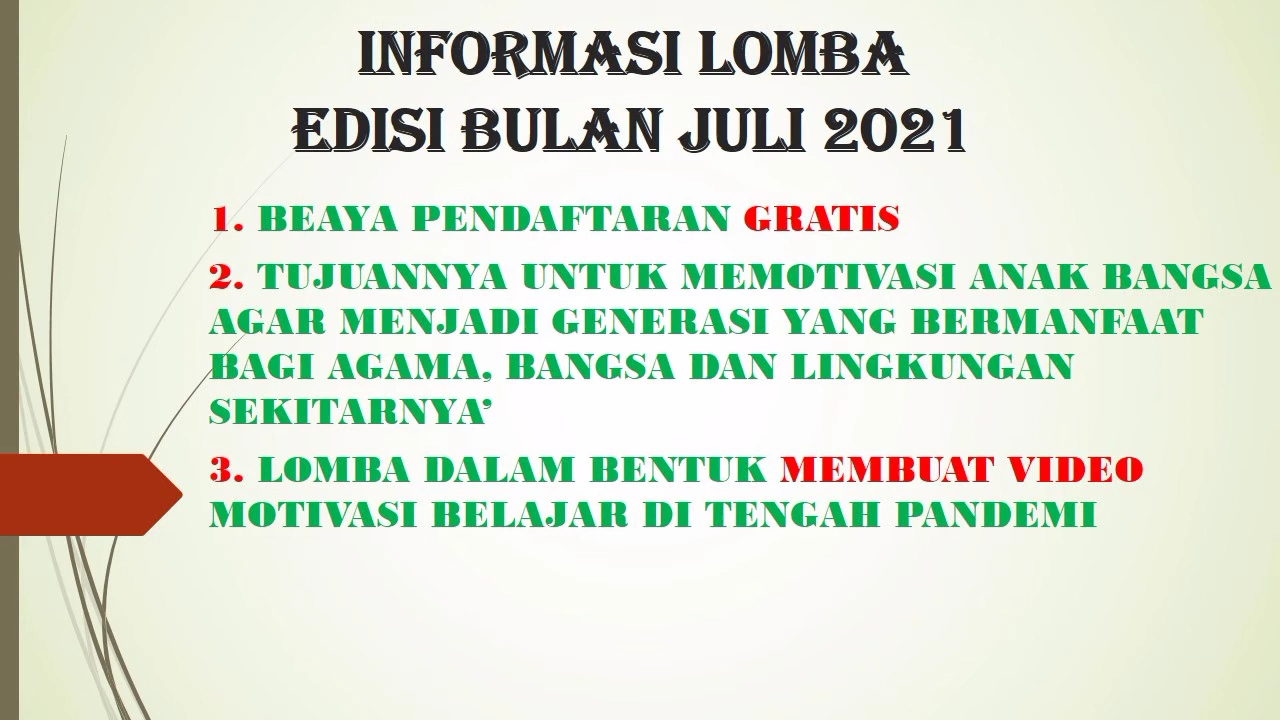 INFORMASI LOMBA
EDISI BULAN JULI 2021
1. BEAYA PENDAFTARAN GRATIS
2. TUJUANNYA UNTUK MEMOTIVASI ANAK BANGSA
AGAR MENJADI GENERASI YANG BERMANFAAT
BAGI AGAMA, BANGSA DAN LINGKUNGAN
SEKITARNYA’
3. LOMBA DALAM BENTUK MEMBUAT VIDEO
MOTIVASI BELAJAR DI TENGAH PANDEMI